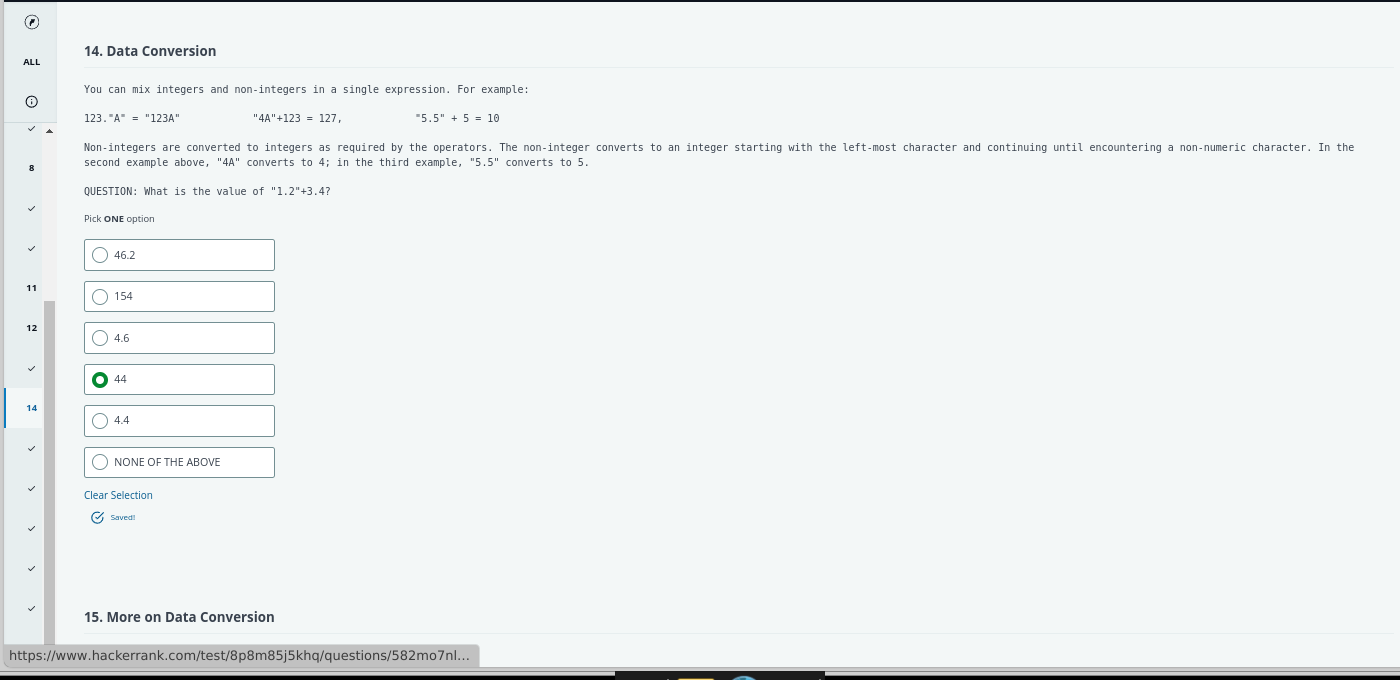 14. Data Conversion
ALL
You can mix integers and non-integers in a single expression. For example:
123."A" = "123A" "4A"+123 = 127, "5.5" + 5 = 10
Non-integers are converted to integers as required by the operators. The non-integer converts to an integer starting with the left-most character and continuing until encountering a non-numeric character. In the
second example above, "4A" converts to 4; in the third example, "5.5" converts to 5.
8
QUESTION: What is the value of "1.2"+3.4?
Pick ONE option
46.2
11
154
12
4.6
44
14
4.4
NONE OF THE ABOVE
Clear Selection
Saved!
15. More on Data Conversion
https://www.hackerrank.com/test/8p8m85j5khq/questions/582mo7nl...